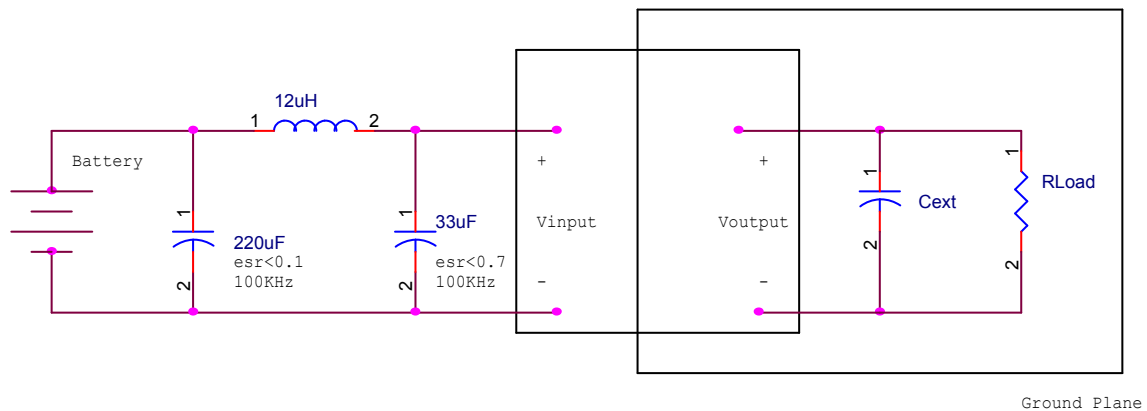 12uH
1 2
Battery
+ +
1 1 1 1
RLoad
Cext
Vinput Voutput
220uF 33uF
esr<0.1 esr<0.7
100KHz 100KHz
2 2 2 2
- -
Ground Plane